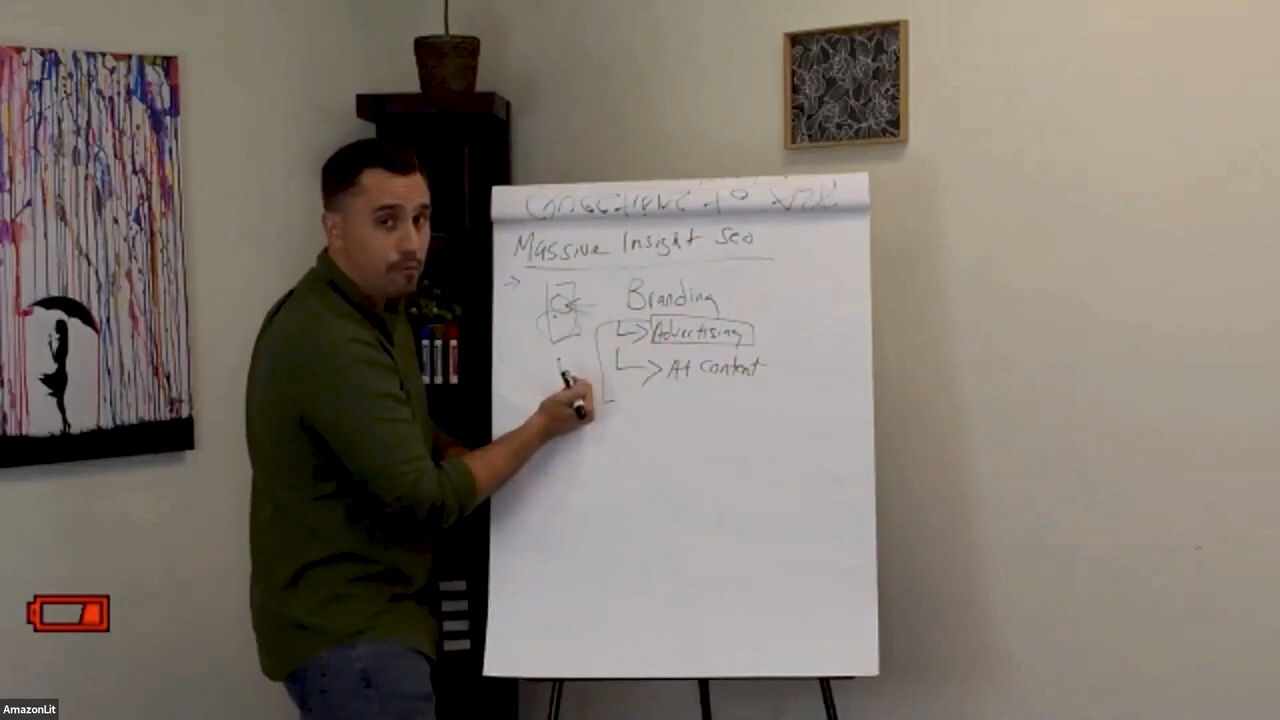 Massive Insight Seo
Branding
Advertising
A+ Content
AmazonLit